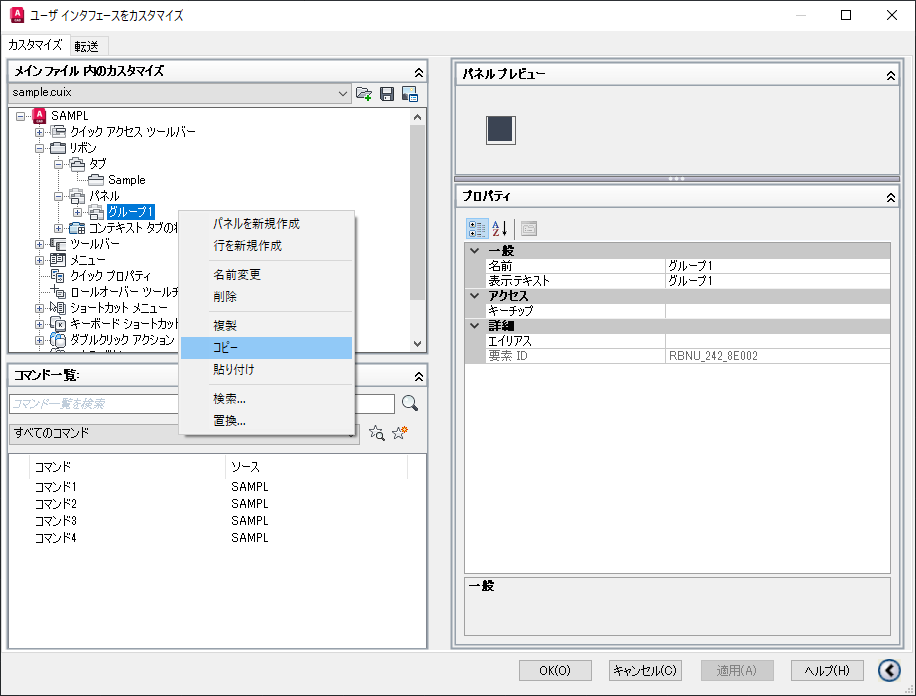 ユーザ インタフェースをカスタマイズ
カスタマイズ
転送
メイン ファイル 内のカスタマイズ
sample.cuix
SAMPL
クイック アクセス ツールバー
リボン
タブ
Sample
パネル
グループ1
コンテキスト タブの
ツールバー
メニュー
クイック プロパティ
ロールオーバー ツールチ
ショートカット メニュー
キーボード ショートカット
ダブルクリック アクション
パネルを新規作成
行を新規作成
名前変更
削除
複製
コピー
貼り付け
検索...
置換...
コマンド一覧:
コマンド一覧を検索
すべてのコマンド
コマンド ソース
コマンド1 SAMPL
コマンド2 SAMPL
コマンド3 SAMPL
コマンド4 SAMPL
パネル プレビュー
プロパティ
一般
名前 グループ1
表示テキスト グループ1
アクセス
キーチップ
詳細
エイリアス
要素 ID RBNU_242_8E002
一般
OK(O)
キャンセル(C)
適用(A)
ヘルプ(H)